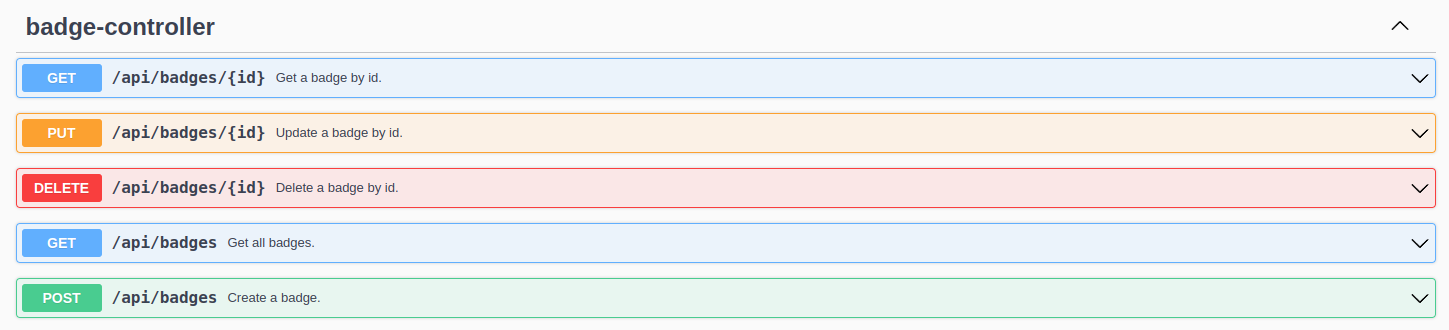 badge-controller
GET /api/badges/{id} Get a badge by id.
PUT /api/badges/{id} Update a badge by id.
DELETE /api/badges/{id} Delete a badge by id.
GET /api/badges Get all badges.
POST /api/badges Create a badge.